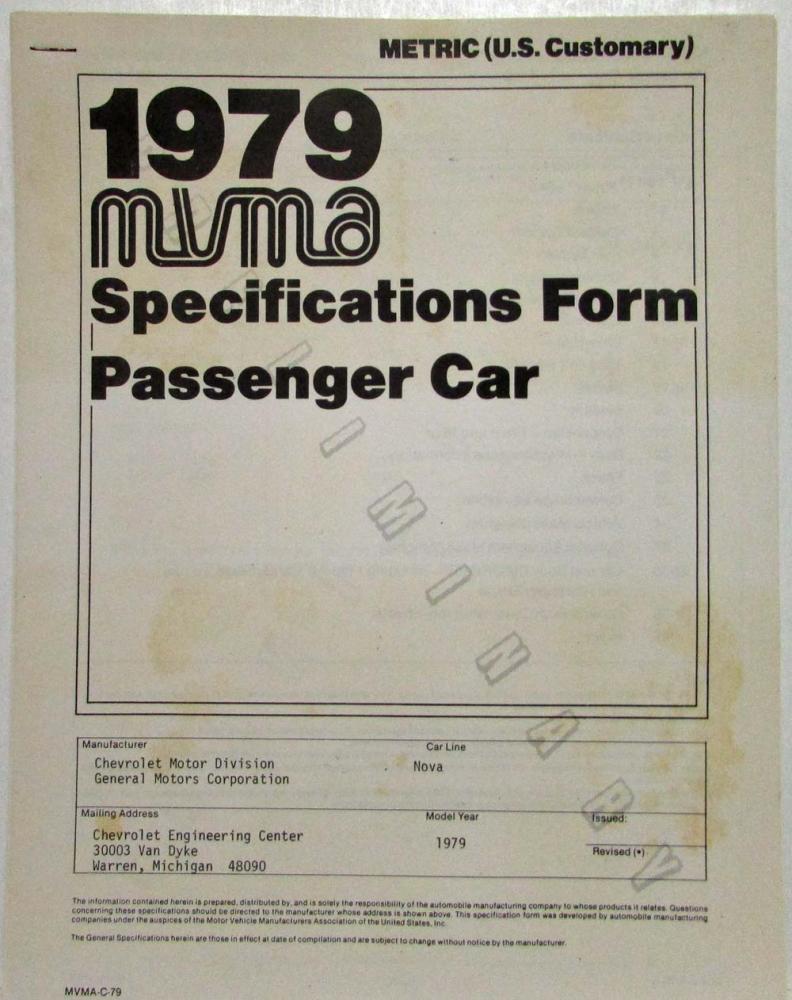 METRIC (U.S. Customary)
1979
mvma
Specifications Form
Passenger Car
PRELIMINARY
Manufacturer
Chevrolet Motor Division
General Motors Corporation
Car Line
Nova
Mailing Address
Chevrolet Engineering Center
30003 Van Dyke
Warren, Michigan 48090
Model Year
1979
Issued:
Revised (•)
The information contained herein is prepared, distributed by, and is solely the responsibility of the automobile manufacturing company to whose products it relates. Questions
concerning these specifications should be directed to the manufacturer whose address is shown above. This specification form was developed by automobile manufacturing
companies under the auspices of the Motor Vehicle Manufacturers Association of the United States, Inc.
The General Specifications herein are those in effect at date of compilation and are subject to change without notice by the manufacturer.
MVMA-C-79